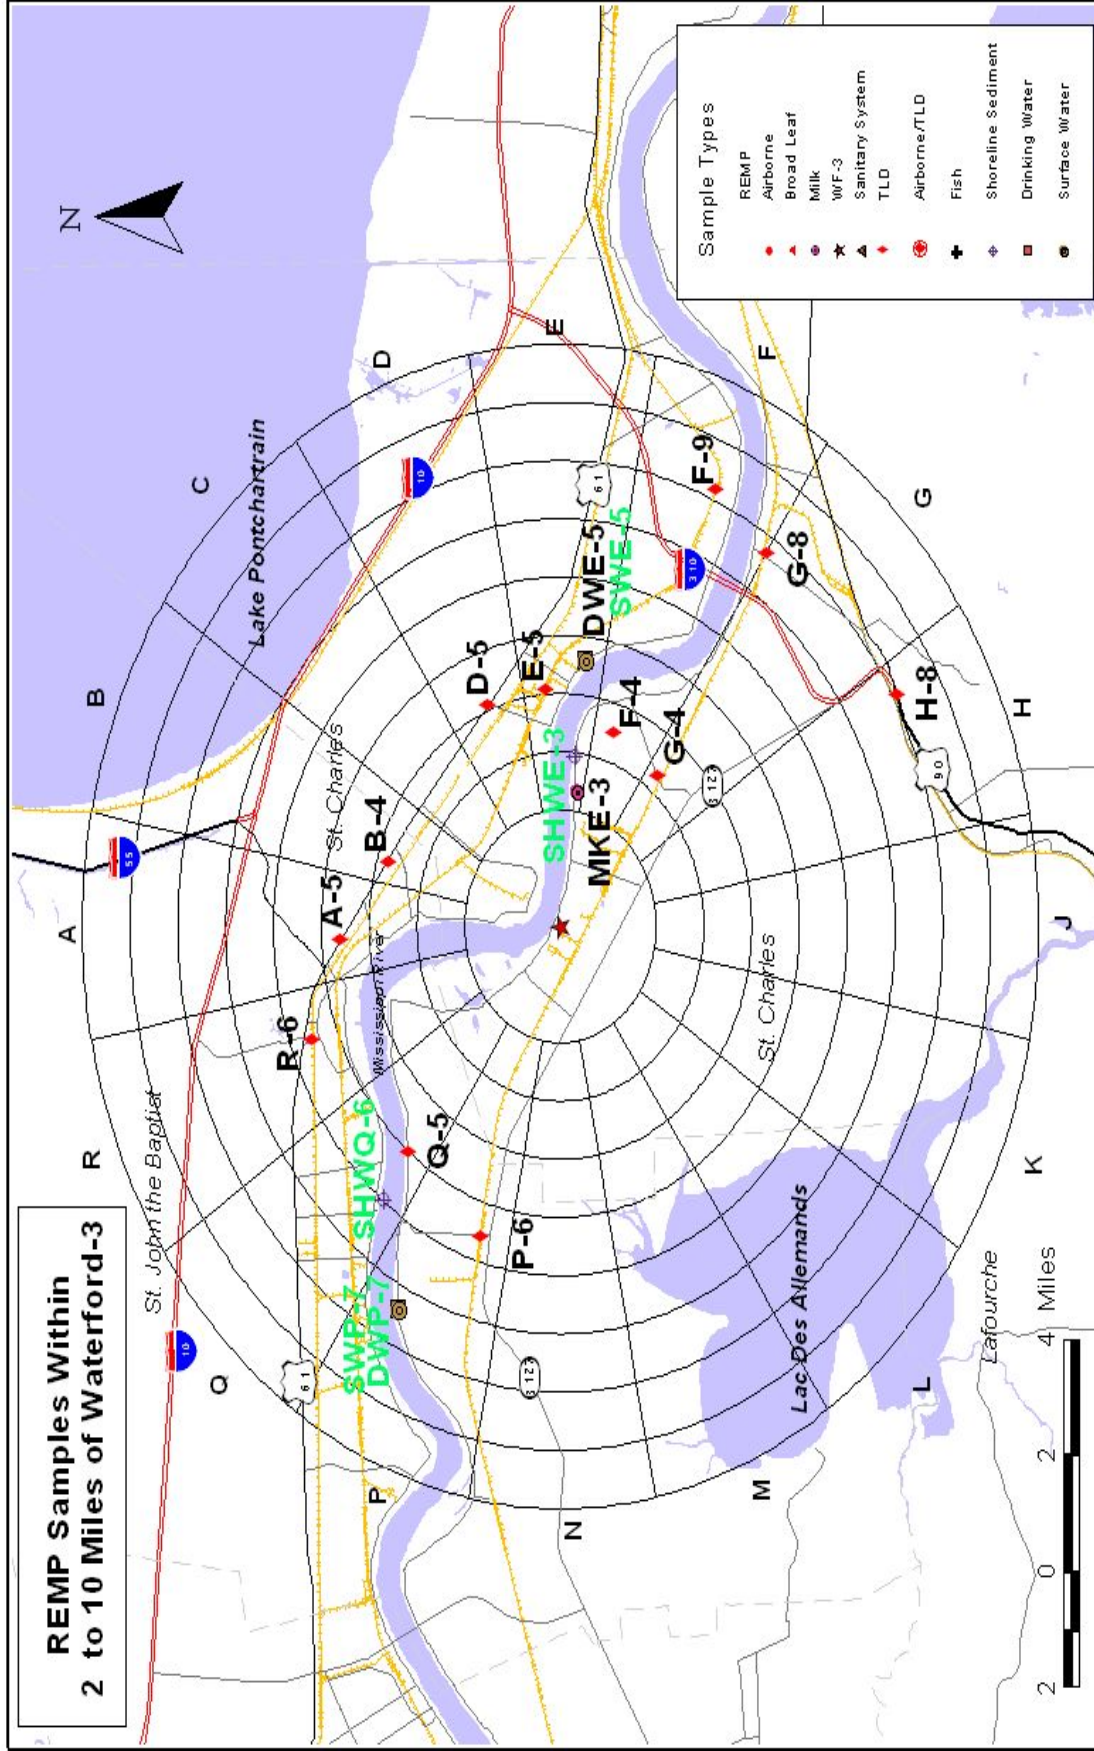 REMP Samples Within
2 to 10 Miles of Waterford-3
N
A
B
C
D
E
F
G
H
J
K
L
M
N
P
Q
R
10
55
10
310
61
61
90
3127
3127
Lake Pontchartrain
St. John the Baptist
St. Charles
St. Charles
Mississippi River
Lac Des Allemands
Lafourche
R-6
A-5
B-4
D-5
E-5
DWE-5
SWE-5
F-9
F-4
G-4
G-8
H-8
SHWE-3
MKE-3
SHWQ-6
Q-5
P-6
SWP-7
DWP-7
2 0 2 4 Miles
Sample Types
REMP
Airborne
Broad Leaf
Milk
WF-3
Sanitary System
TLD
Airborne/TLD
Fish
Shoreline Sediment
Drinking Water
Surface Water